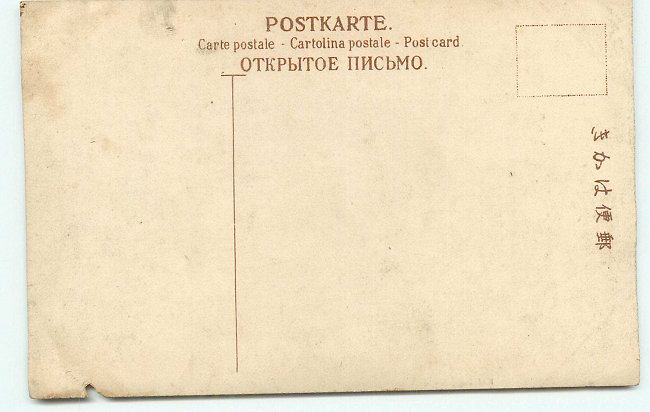 POSTKARTE.
Carte postale - Cartolina postale - Post card
ОТКРЫТОЕ ПИСЬМО.
郵便はかき